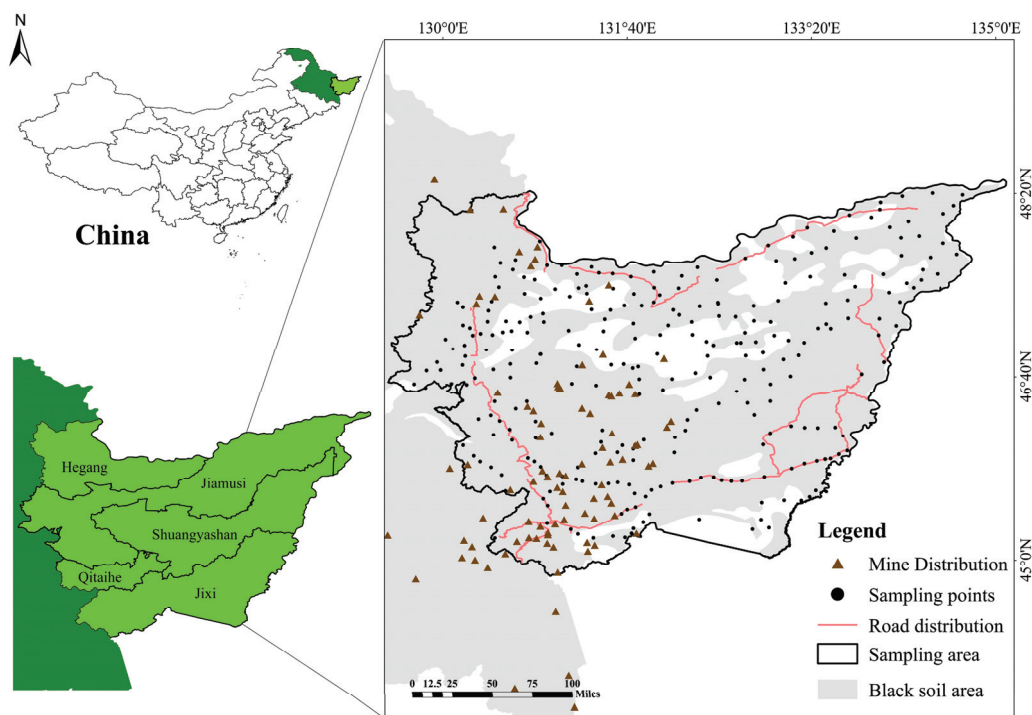 N
China
Hegang
Jiamusi
Shuangyashan
Qitaihe
Jixi
130°0'E
131°40'E
133°20'E
135°0'E
48°20'N
46°40'N
45°0'N
Legend
Mine Distribution
Sampling points
Road distribution
Sampling area
Black soil area
0 12.5 25 50 75 100
Miles